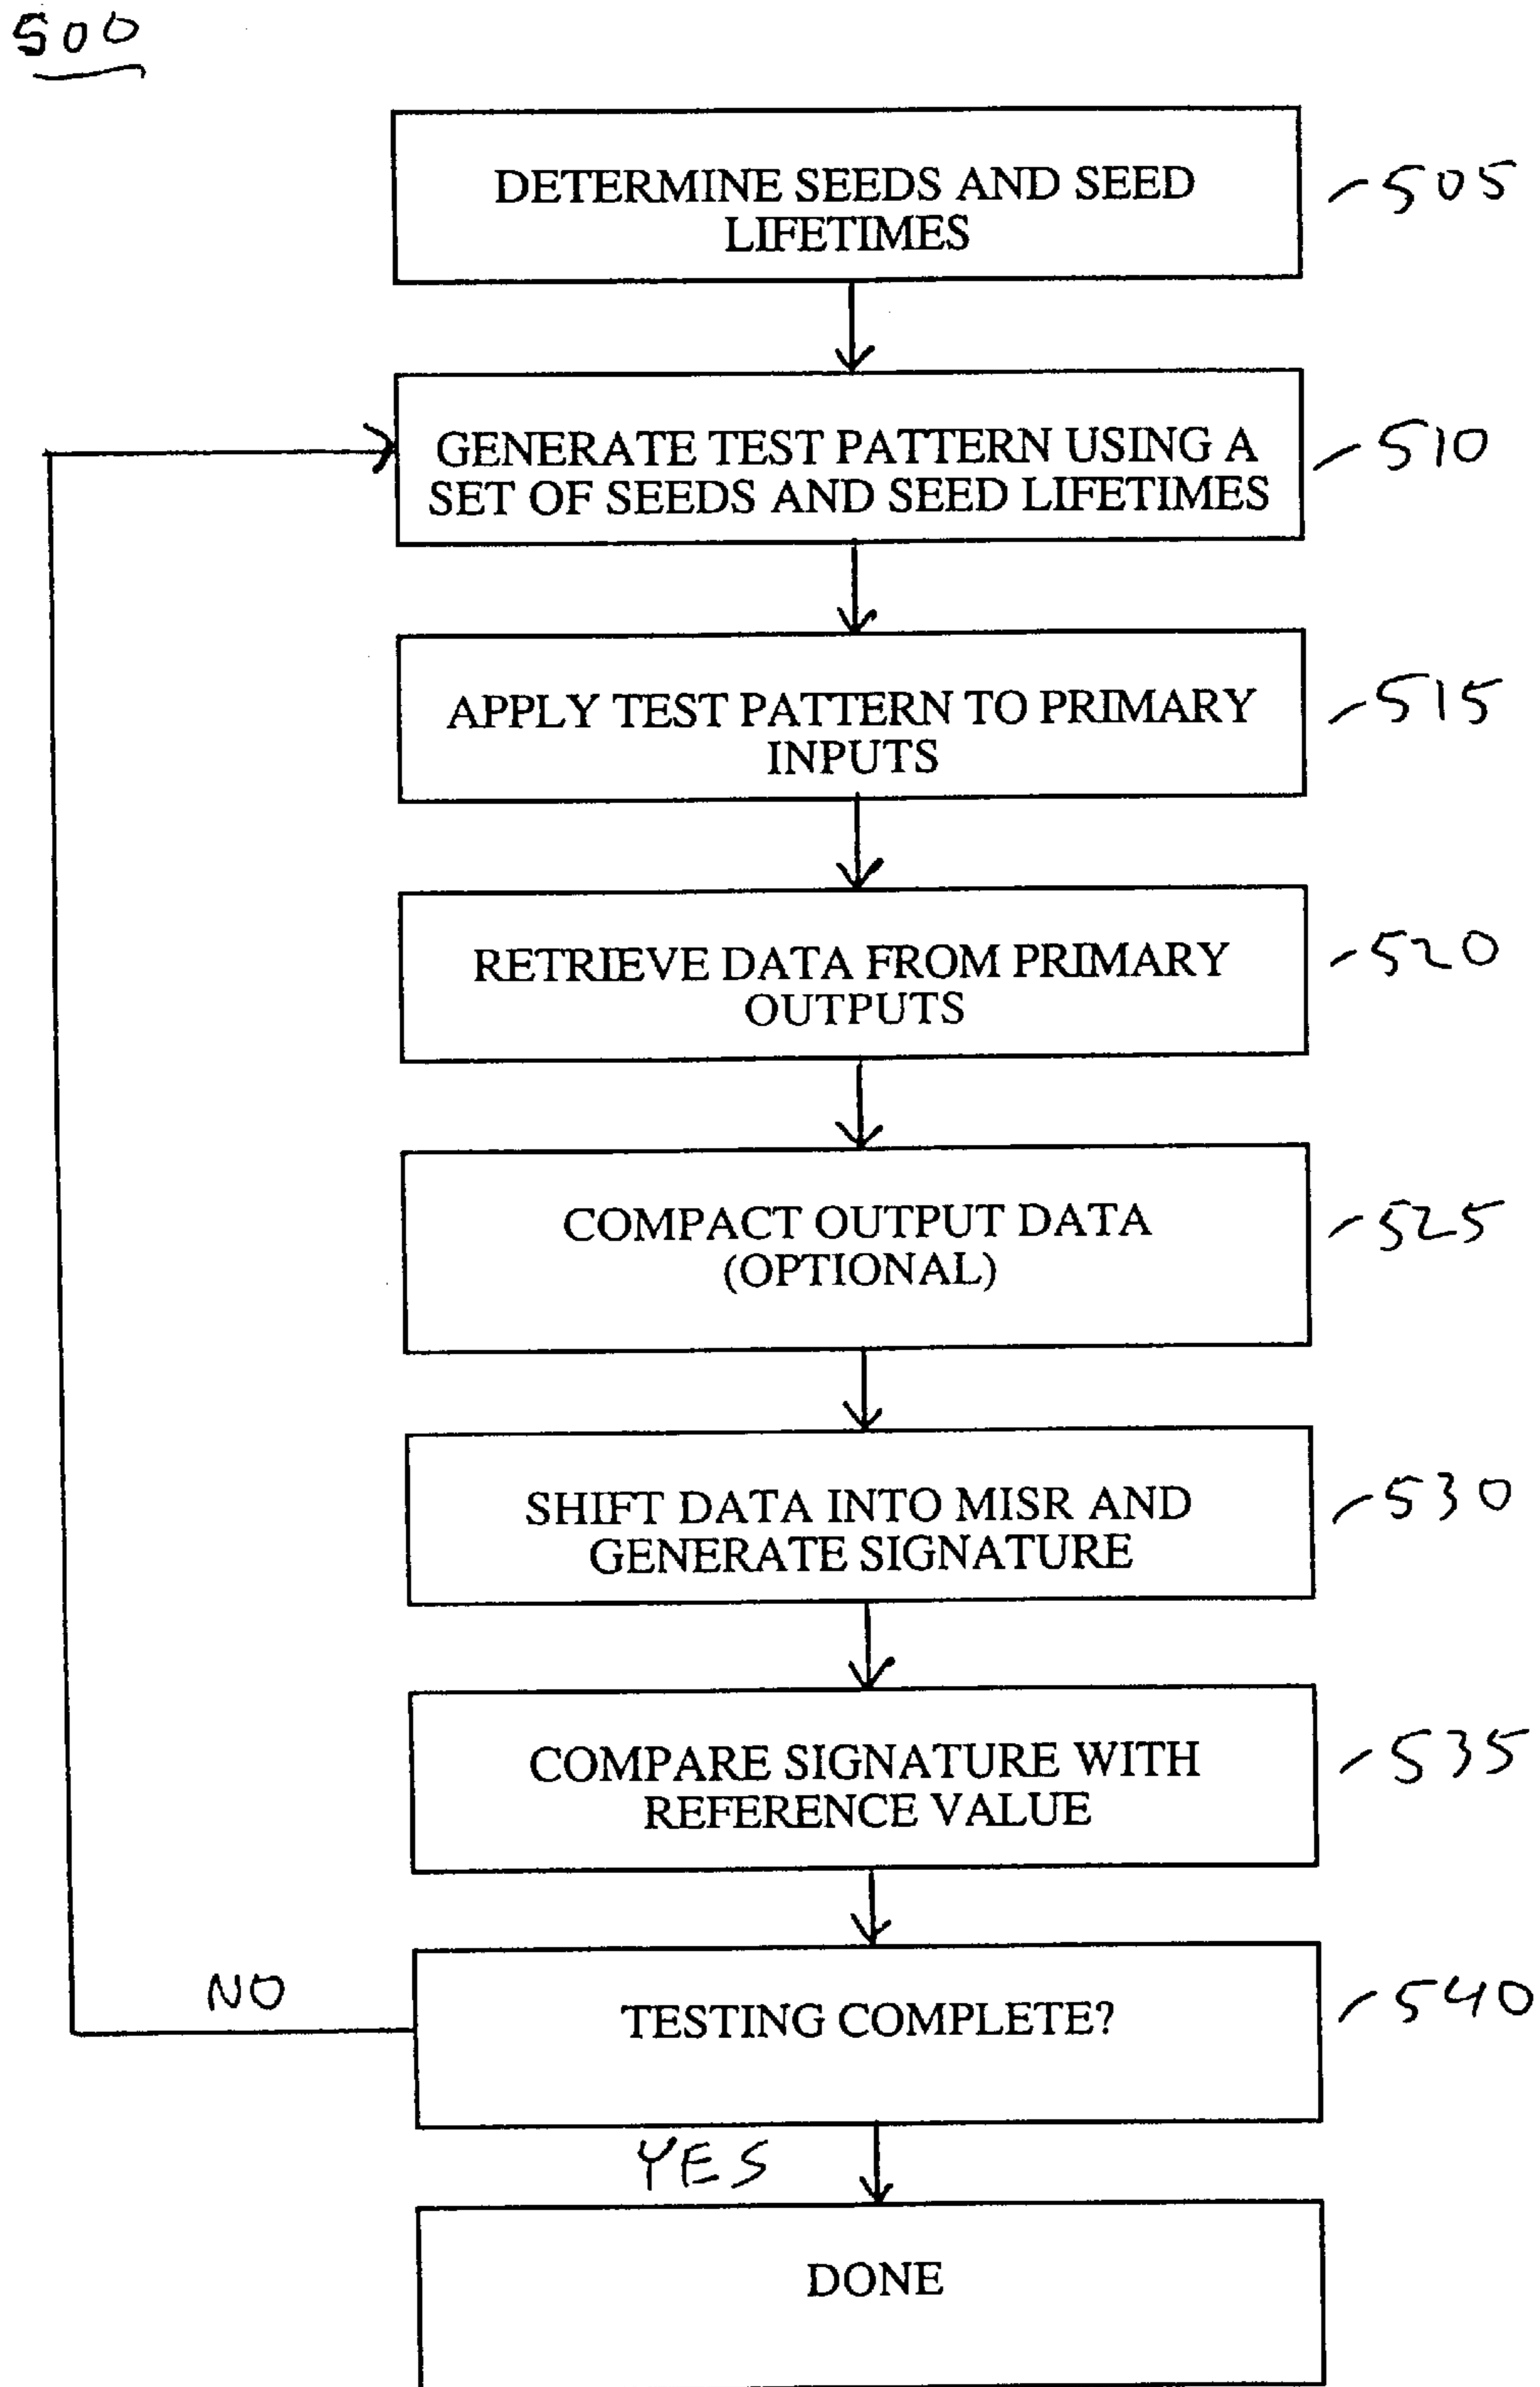 500
DETERMINE SEEDS AND SEED
LIFETIMES
505
GENERATE TEST PATTERN USING A
SET OF SEEDS AND SEED LIFETIMES
510
APPLY TEST PATTERN TO PRIMARY
INPUTS
515
RETRIEVE DATA FROM PRIMARY
OUTPUTS
520
COMPACT OUTPUT DATA
(OPTIONAL)
525
SHIFT DATA INTO MISR AND
GENERATE SIGNATURE
530
COMPARE SIGNATURE WITH
REFERENCE VALUE
535
NO
TESTING COMPLETE?
540
YES
DONE